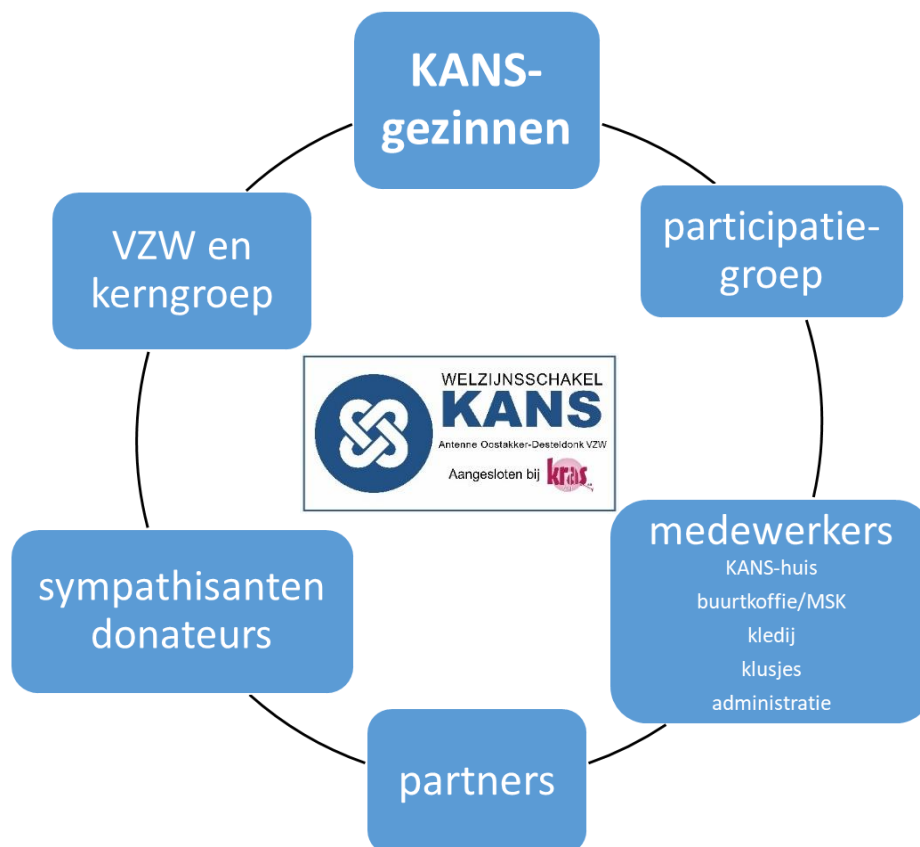 KANS-
gezinnen
participatie-
groep
medewerkers
KANS-huis
buurtkoffie/MSK
kledij
klusjes
administratie
partners
sympathisanten
donateurs
VZW en
kerngroep
WELZIJNSSCHAKEL
KANS
Antenne Oostakker-Desteldonk VZW
Aangesloten bij kras